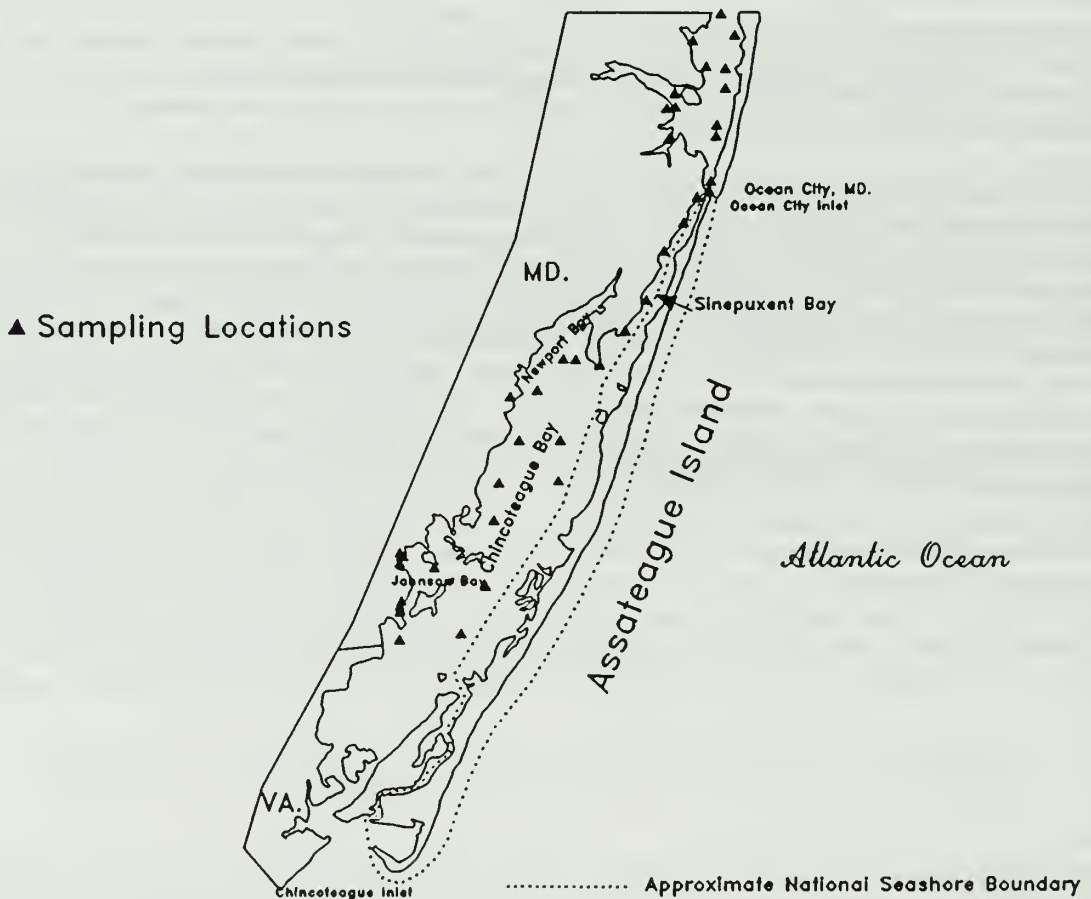 Ocean City, MD.
Ocean City Inlet
MD.
Sinepuxent Bay
▲ Sampling Locations
Newport Bay
Chincoteague Bay
Assateague Island
Atlantic Ocean
Johnson Bay
VA.
Chincoteague Inlet
Approximate National Seashore Boundary